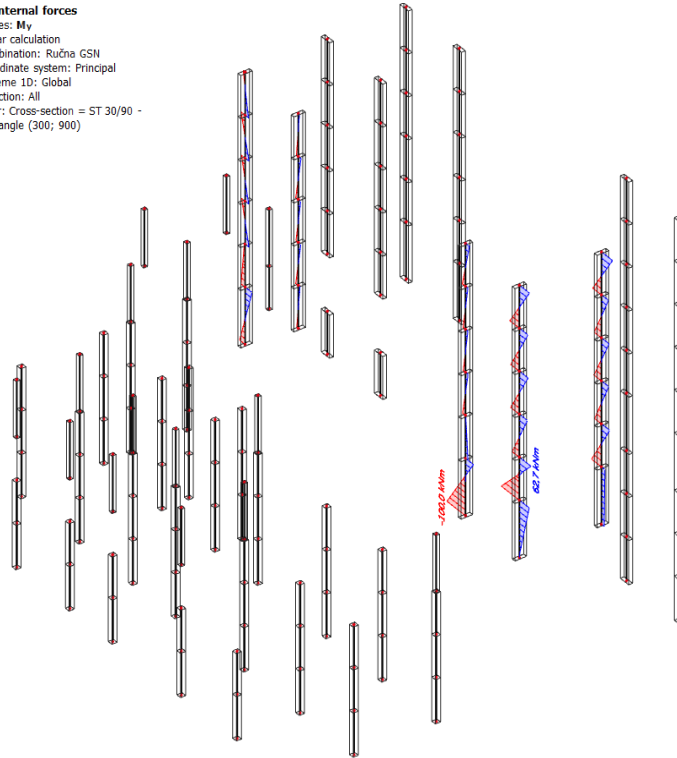 nternal forces
es: My
ar calculation
bination: Ručna GSN
dinate system: Principal
eme 1D: Global
ction: All
r: Cross-section = ST 30/90 -
angle (300; 900)
-100.0 kNm
62.7 kNm